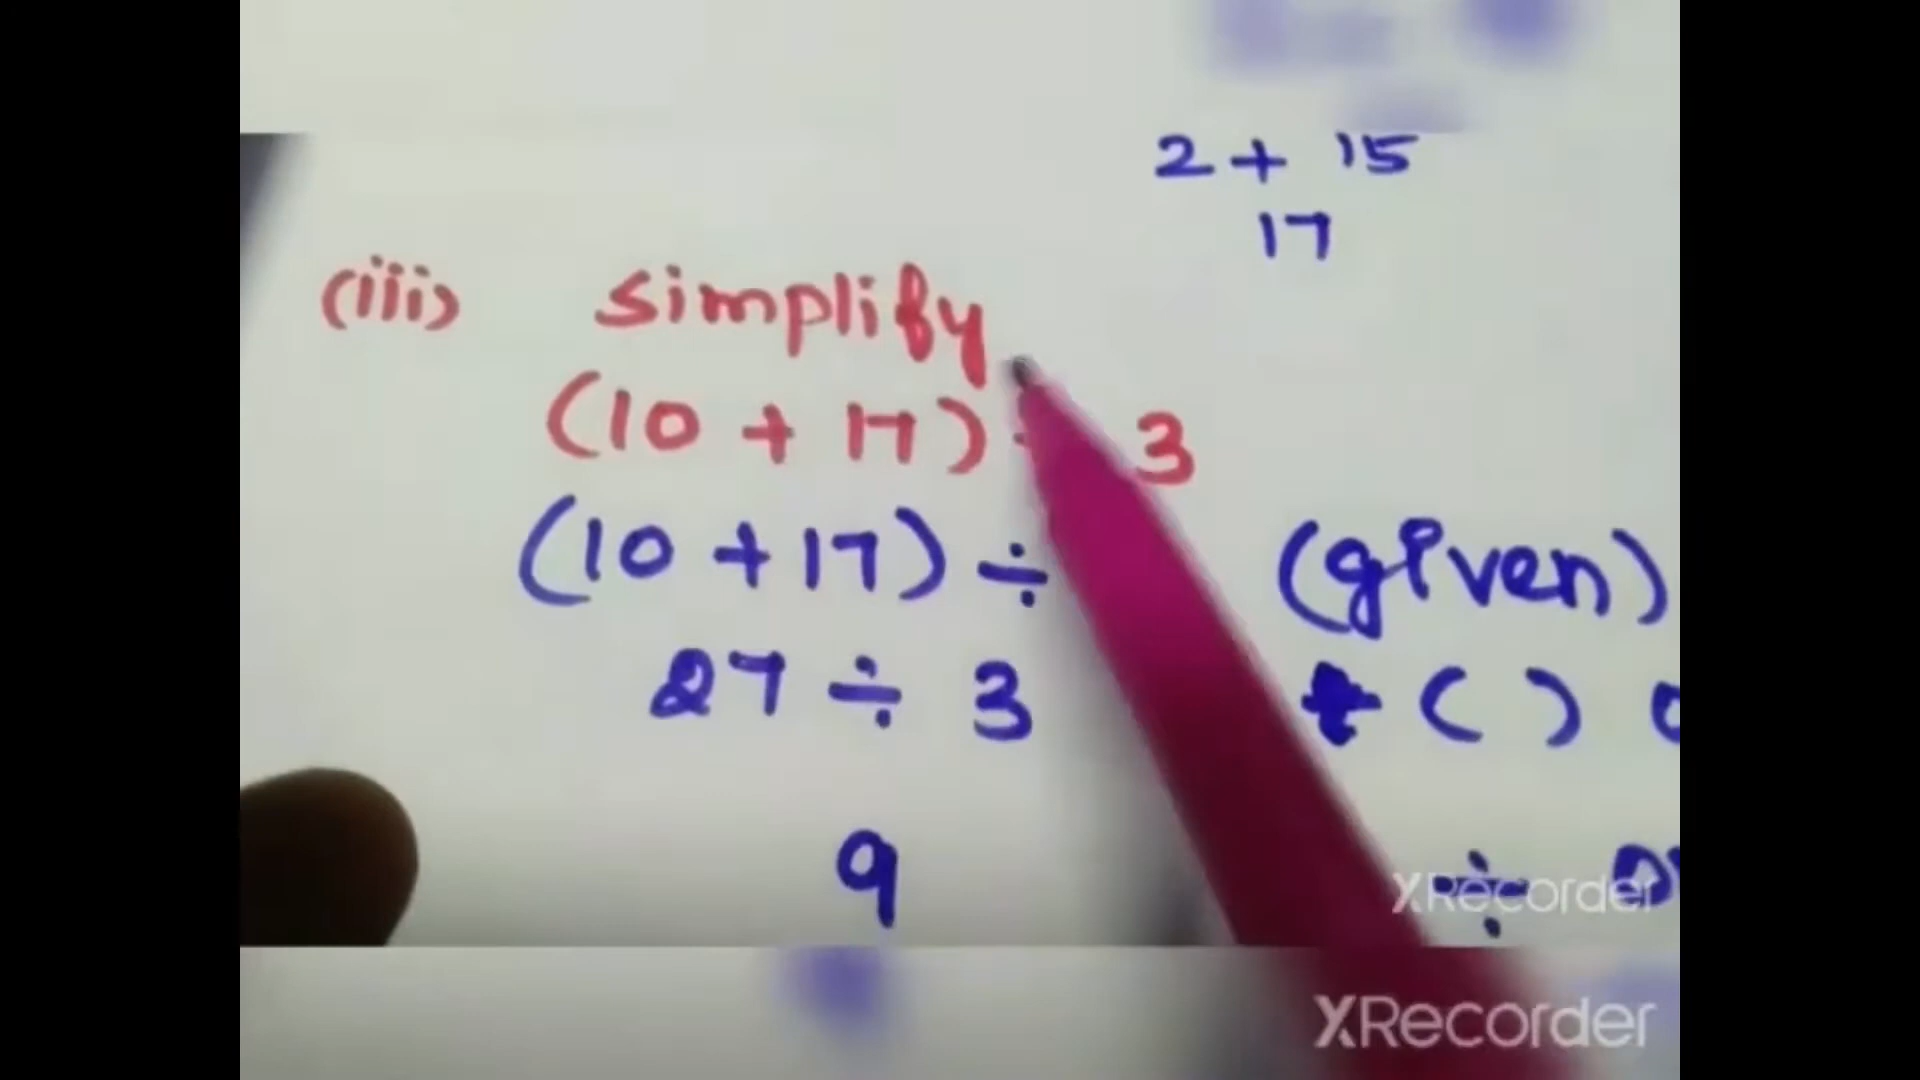 2 + 15
17
(iii) simplify
(10 + 17) 3
(10 + 17) ÷ (given)
27 ÷ 3 ( )
9 ÷
XRecorder
XRecorder